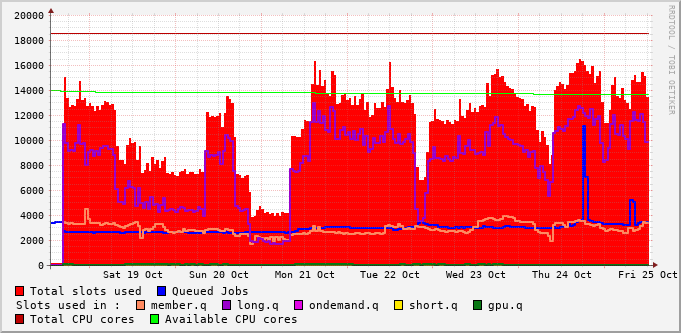 20000
18000
16000
14000
12000
10000
8000
6000
4000
2000
0
Sat 19 Oct Sun 20 Oct Mon 21 Oct Tue 22 Oct Wed 23 Oct Thu 24 Oct Fri 25 Oct
RRDTOOL / TOBI OETIKER
Total slots used Queued Jobs
Slots used in : member.q long.q ondemand.q short.q gpu.q
Total CPU cores Available CPU cores